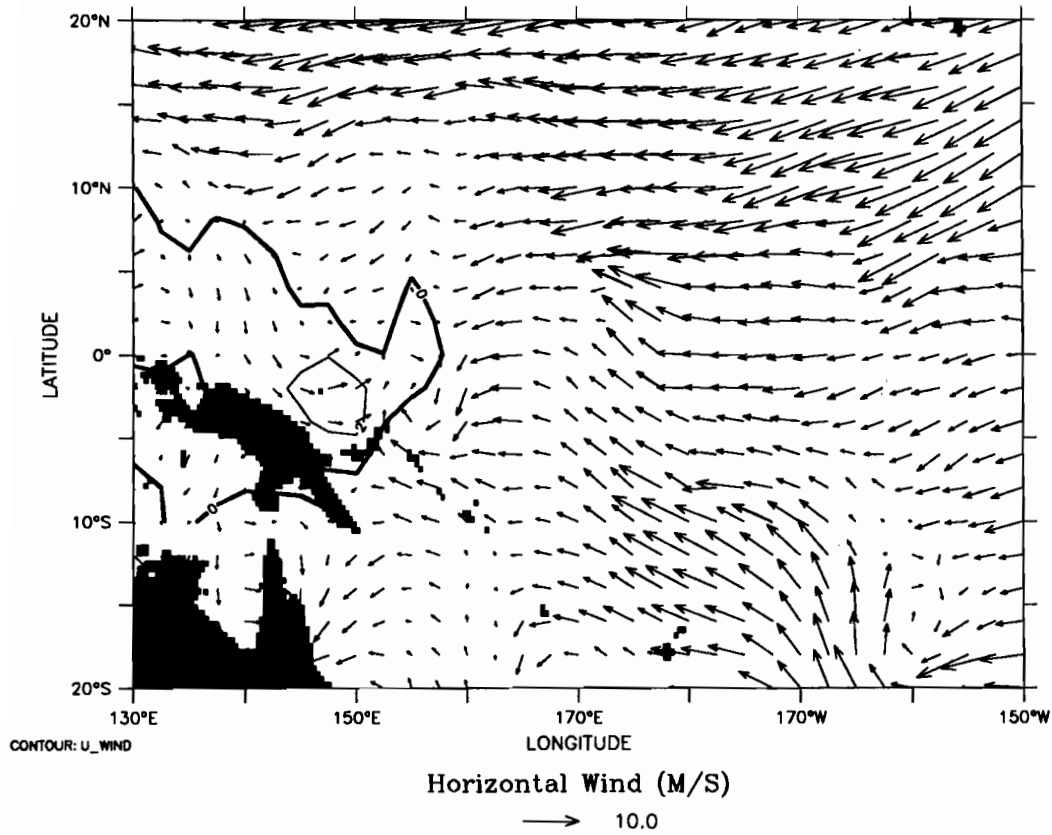 20°N
10°N
0°
10°S
20°S
LATITUDE
0
2
0
130°E 150°E 170°E 170°W 150°W
CONTOUR: U_WIND
LONGITUDE
Horizontal Wind (M/S)
10.0